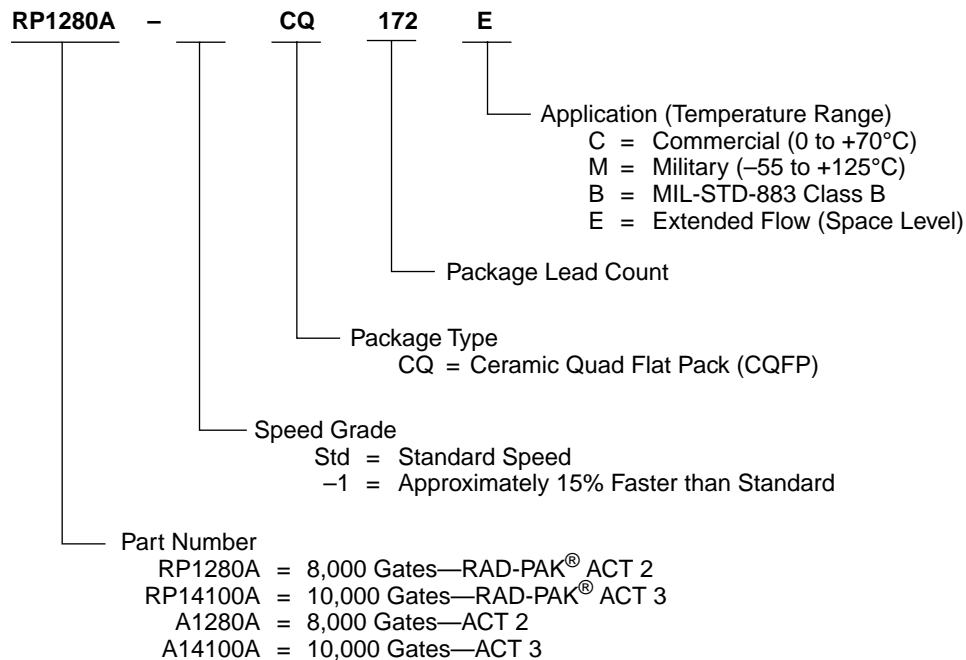 RP1280A – CQ 172 E
Application (Temperature Range)
C = Commercial (0 to +70°C)
M = Military (–55 to +125°C)
B = MIL-STD-883 Class B
E = Extended Flow (Space Level)
Package Lead Count
Package Type
CQ = Ceramic Quad Flat Pack (CQFP)
Speed Grade
Std = Standard Speed
–1 = Approximately 15% Faster than Standard
Part Number
RP1280A = 8,000 Gates—RAD-PAK® ACT 2
RP14100A = 10,000 Gates—RAD-PAK® ACT 3
A1280A = 8,000 Gates—ACT 2
A14100A = 10,000 Gates—ACT 3